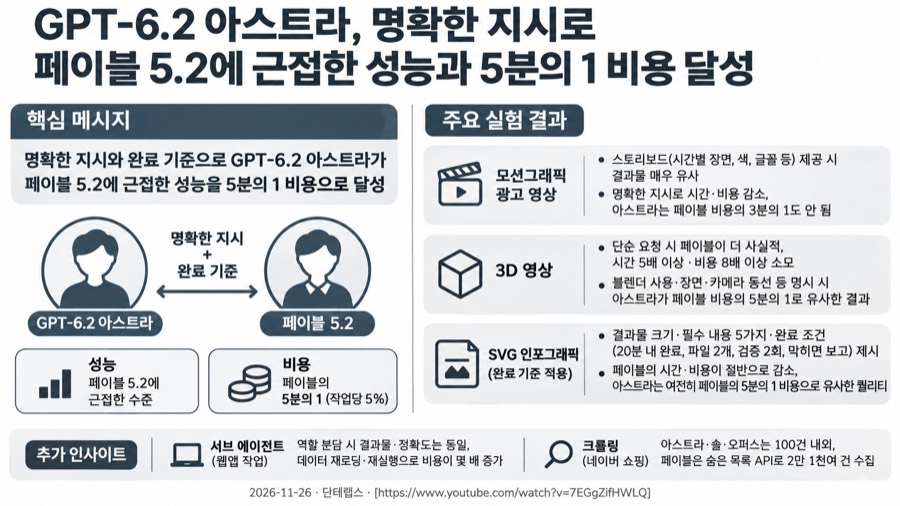 GPT-6.2 아스트라, 명확한 지시로
페이블 5.2에 근접한 성능과 5분의 1 비용 달성
핵심 메시지
명확한 지시와 완료 기준으로 GPT-6.2 아스트라가
페이블 5.2에 근접한 성능을 5분의 1 비용으로 달성
명확한 지시
+
완료 기준
GPT-6.2 아스트라
페이블 5.2
성능
페이블 5.2에
근접한 수준
비용
페이블의
5분의 1 (작업당 5%)
주요 실험 결과
모션그래픽
광고 영상
• 스토리보드(시간별 장면, 색, 글꼴 등) 제공 시
결과물 매우 유사
• 명확한 지시로 시간·비용 감소,
아스트라는 페이블 비용의 3분의 1도 안 됨
3D 영상
• 단순 요청 시 페이블이 더 사실적,
시간 5배 이상·비용 8배 이상 소모
• 블렌더 사용·장면·카메라 동선 등 명시 시
아스트라가 페이블 비용의 5분의 1로 유사한 결과
SVG 인포그래픽
(완료 기준 적용)
• 결과물 크기·필수 내용 5가지·완료 조건
(20분 내 완료, 파일 2개, 검증 2회, 막히면 보고) 제시
• 페이블의 시간·비용이 절반으로 감소,
아스트라는 여전히 페이블의 5분의 1 비용으로 유사한 퀄리티
추가 인사이트
서브 에이전트
(웹앱 작업)
역할 분담 시 결과물·정확도는 동일,
데이터 재로딩·재실행으로 비용이 몇 배 증가
크롤링
(네이버 쇼핑)
아스트라·솔·오퍼스는 100건 내외,
페이블은 숨은 목록 API로 2만 1천여 건 수집
2026-11-26 · 단테랩스 · [https://www.youtube.com/watch?v=7EGgZifHWLQ]